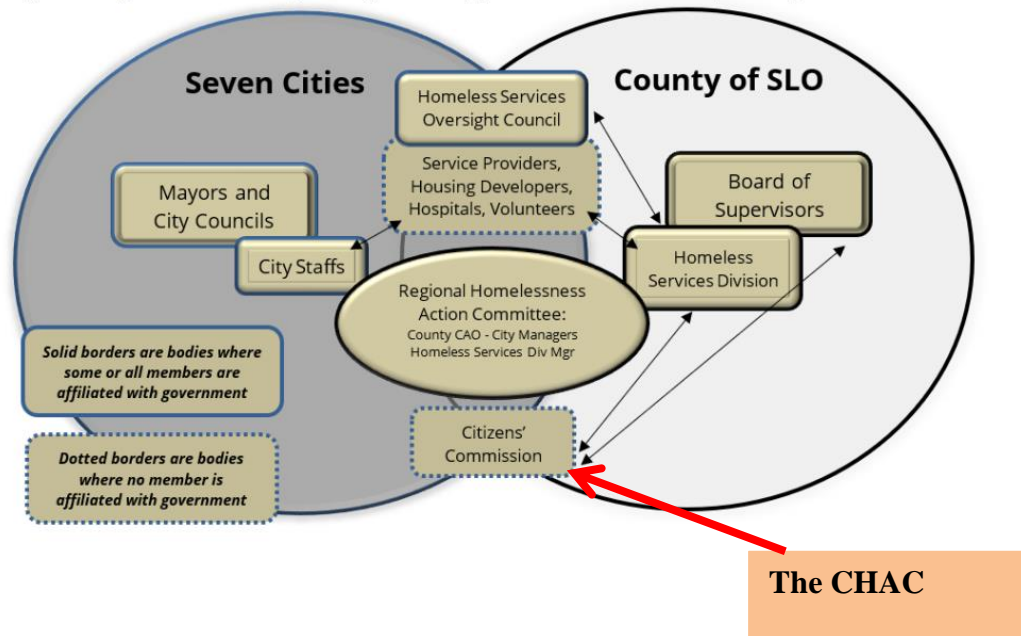 Seven Cities
County of SLO
Homeless Services
Oversight Council
Service Providers,
Housing Developers,
Hospitals, Volunteers
Mayors and
City Councils
City Staffs
Board of
Supervisors
Homeless
Services Division
Regional Homelessness
Action Committee:
County CAO - City Managers
Homeless Services Div Mgr
Solid borders are bodies where
some or all members are
affiliated with government
Citizens’
Commission
Dotted borders are bodies
where no member is
affiliated with government
The CHAC